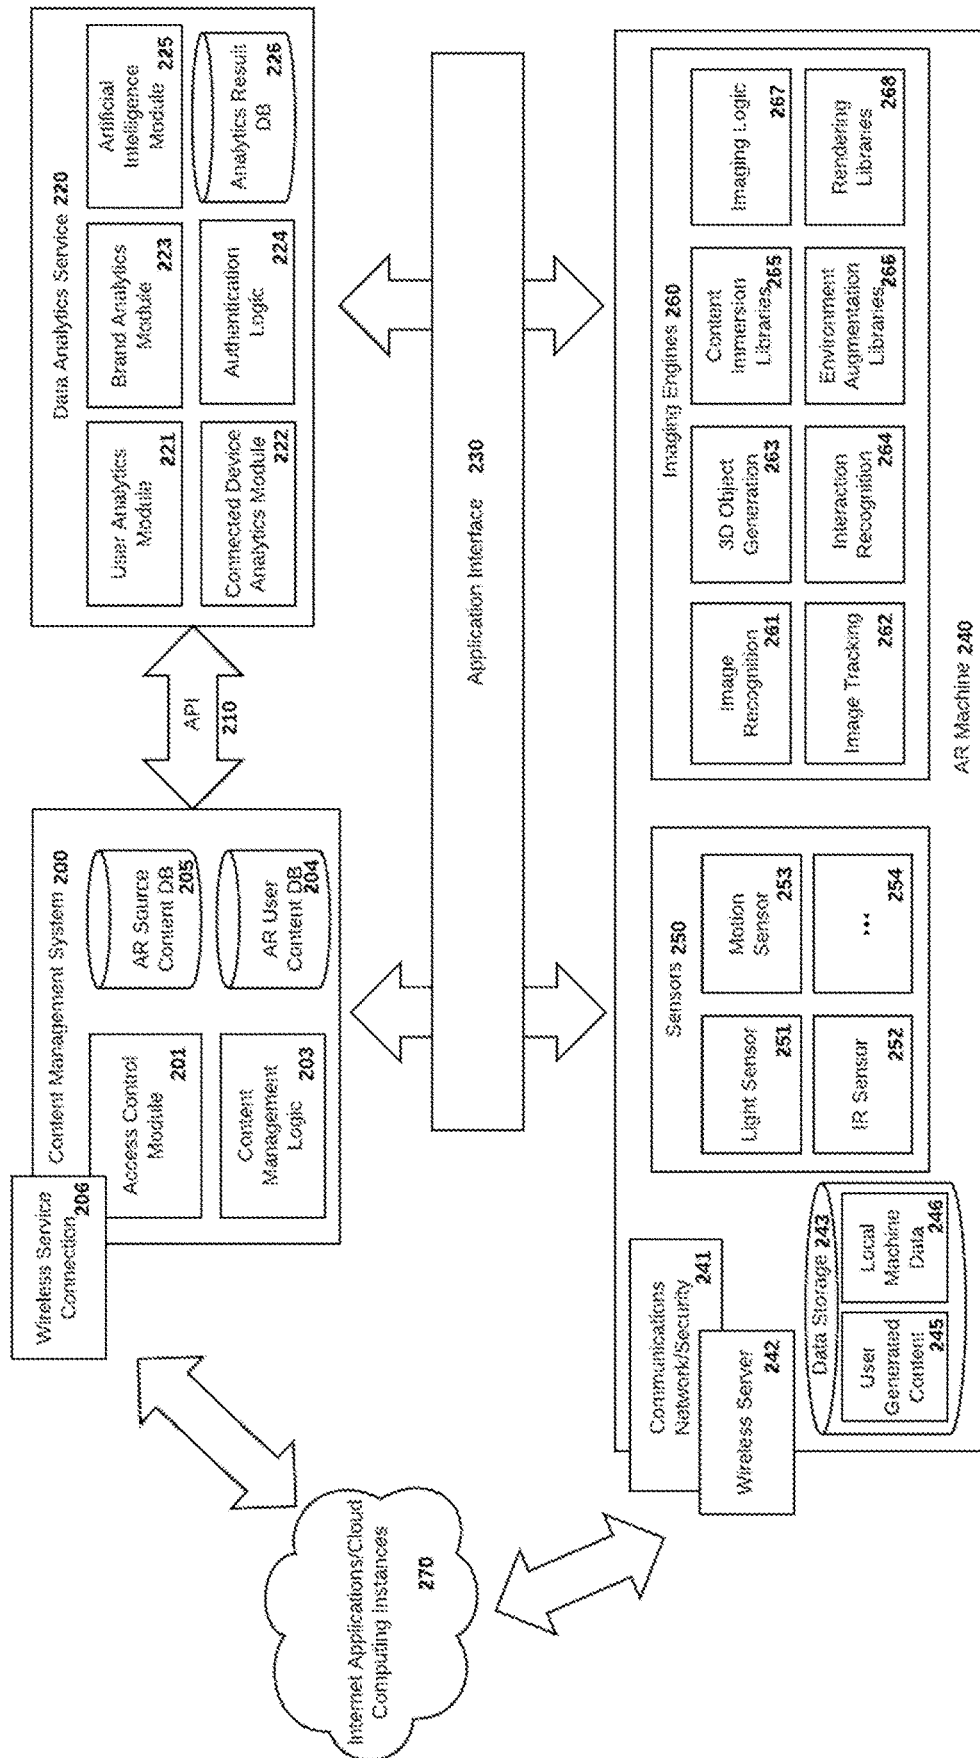 Wireless Service
Connection
206
Content Management System 200
Access Control
Module
201
AR Source
Content DB
205
Content
Management
Logic
203
AR User
Content DB
204
API
210
Data Analytics Service 220
User Analytics
Module
221
Brand Analytics
Module
223
Artificial
Intelligence
Module
225
Connected Device
Analytics Module
222
Authentication
Logic
224
Analytics Result
DB
226
Internet Applications/Cloud
Computing Instances
270
Application Interface 230
Communications
Network/Security
241
Wireless Server
242
Data Storage 243
User
Generated
Content
245
Local
Machine
Data
246
Sensors 250
Light Sensor
251
Motion
Sensor
253
IR Sensor
252
...
254
Imaging Engines 260
Image
Recognition
261
3D Object
Generation
263
Content
Immersion
Libraries
265
Imaging Logic
267
Image Tracking
262
Interaction
Recognition
264
Environment
Augmentation
Libraries
266
Rendering
Libraries
268
AR Machine 240